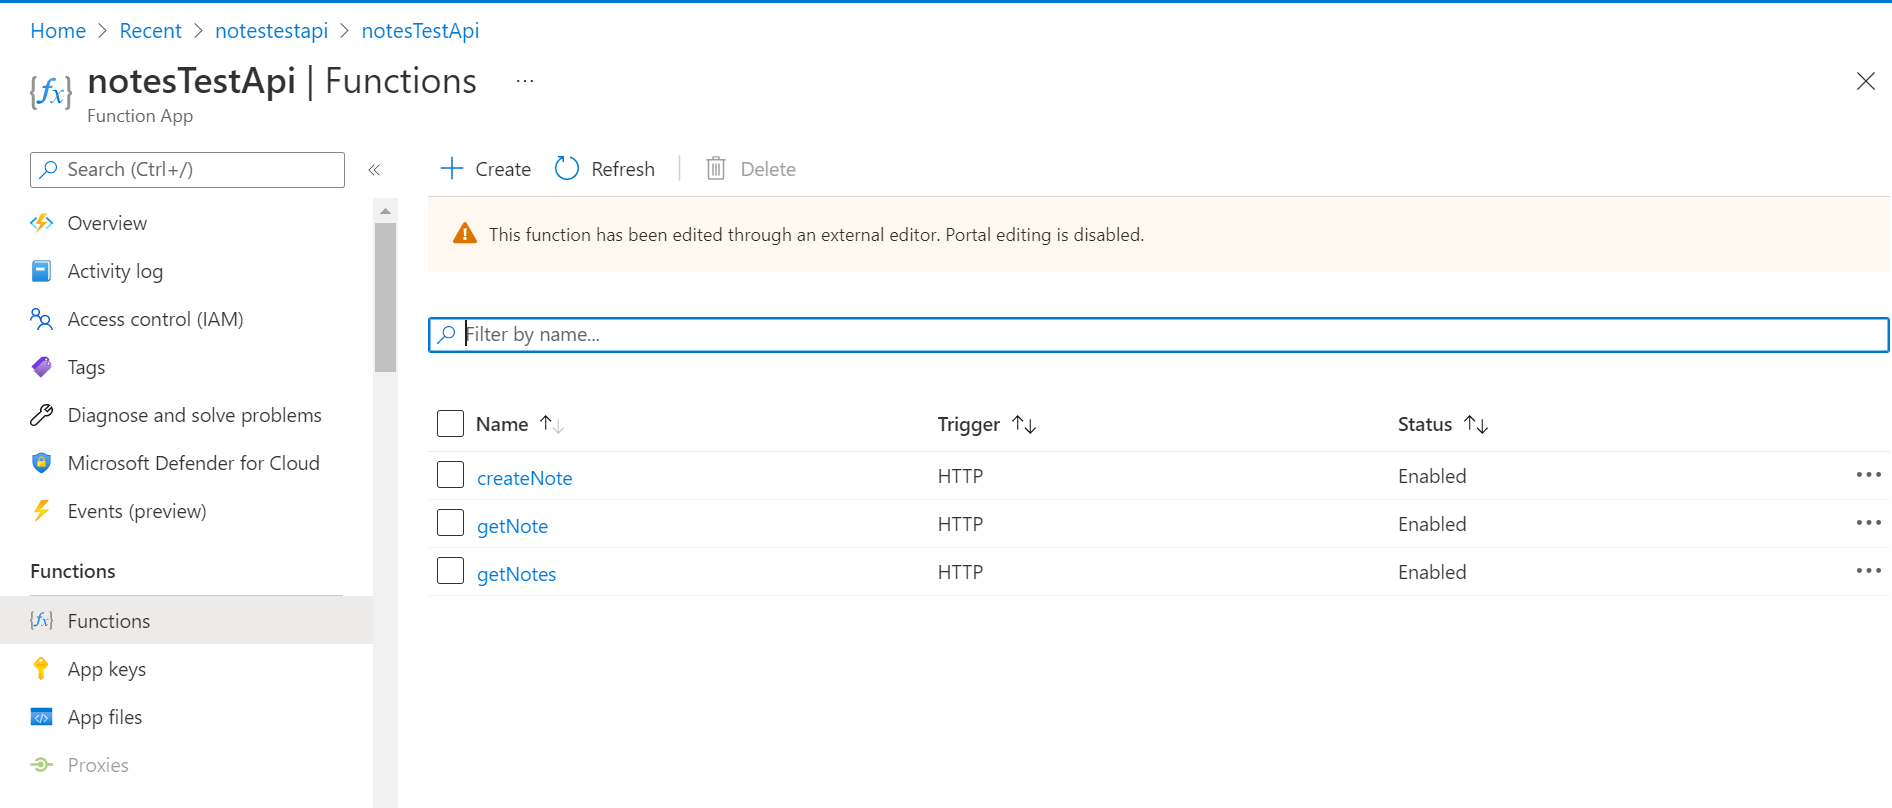 Home > Recent > notestestapi > notesTestApi
notesTestApi | Functions ...
Function App
Search (Ctrl+/) «
Overview
Activity log
Access control (IAM)
Tags
Diagnose and solve problems
Microsoft Defender for Cloud
Events (preview)
Functions
Functions
App keys
App files
Proxies
Create Refresh Delete
This function has been edited through an external editor. Portal editing is disabled.
Filter by name...
Name ↑↓ Trigger ↑↓ Status ↑↓
createNote HTTP Enabled •••
getNote HTTP Enabled •••
getNotes HTTP Enabled •••